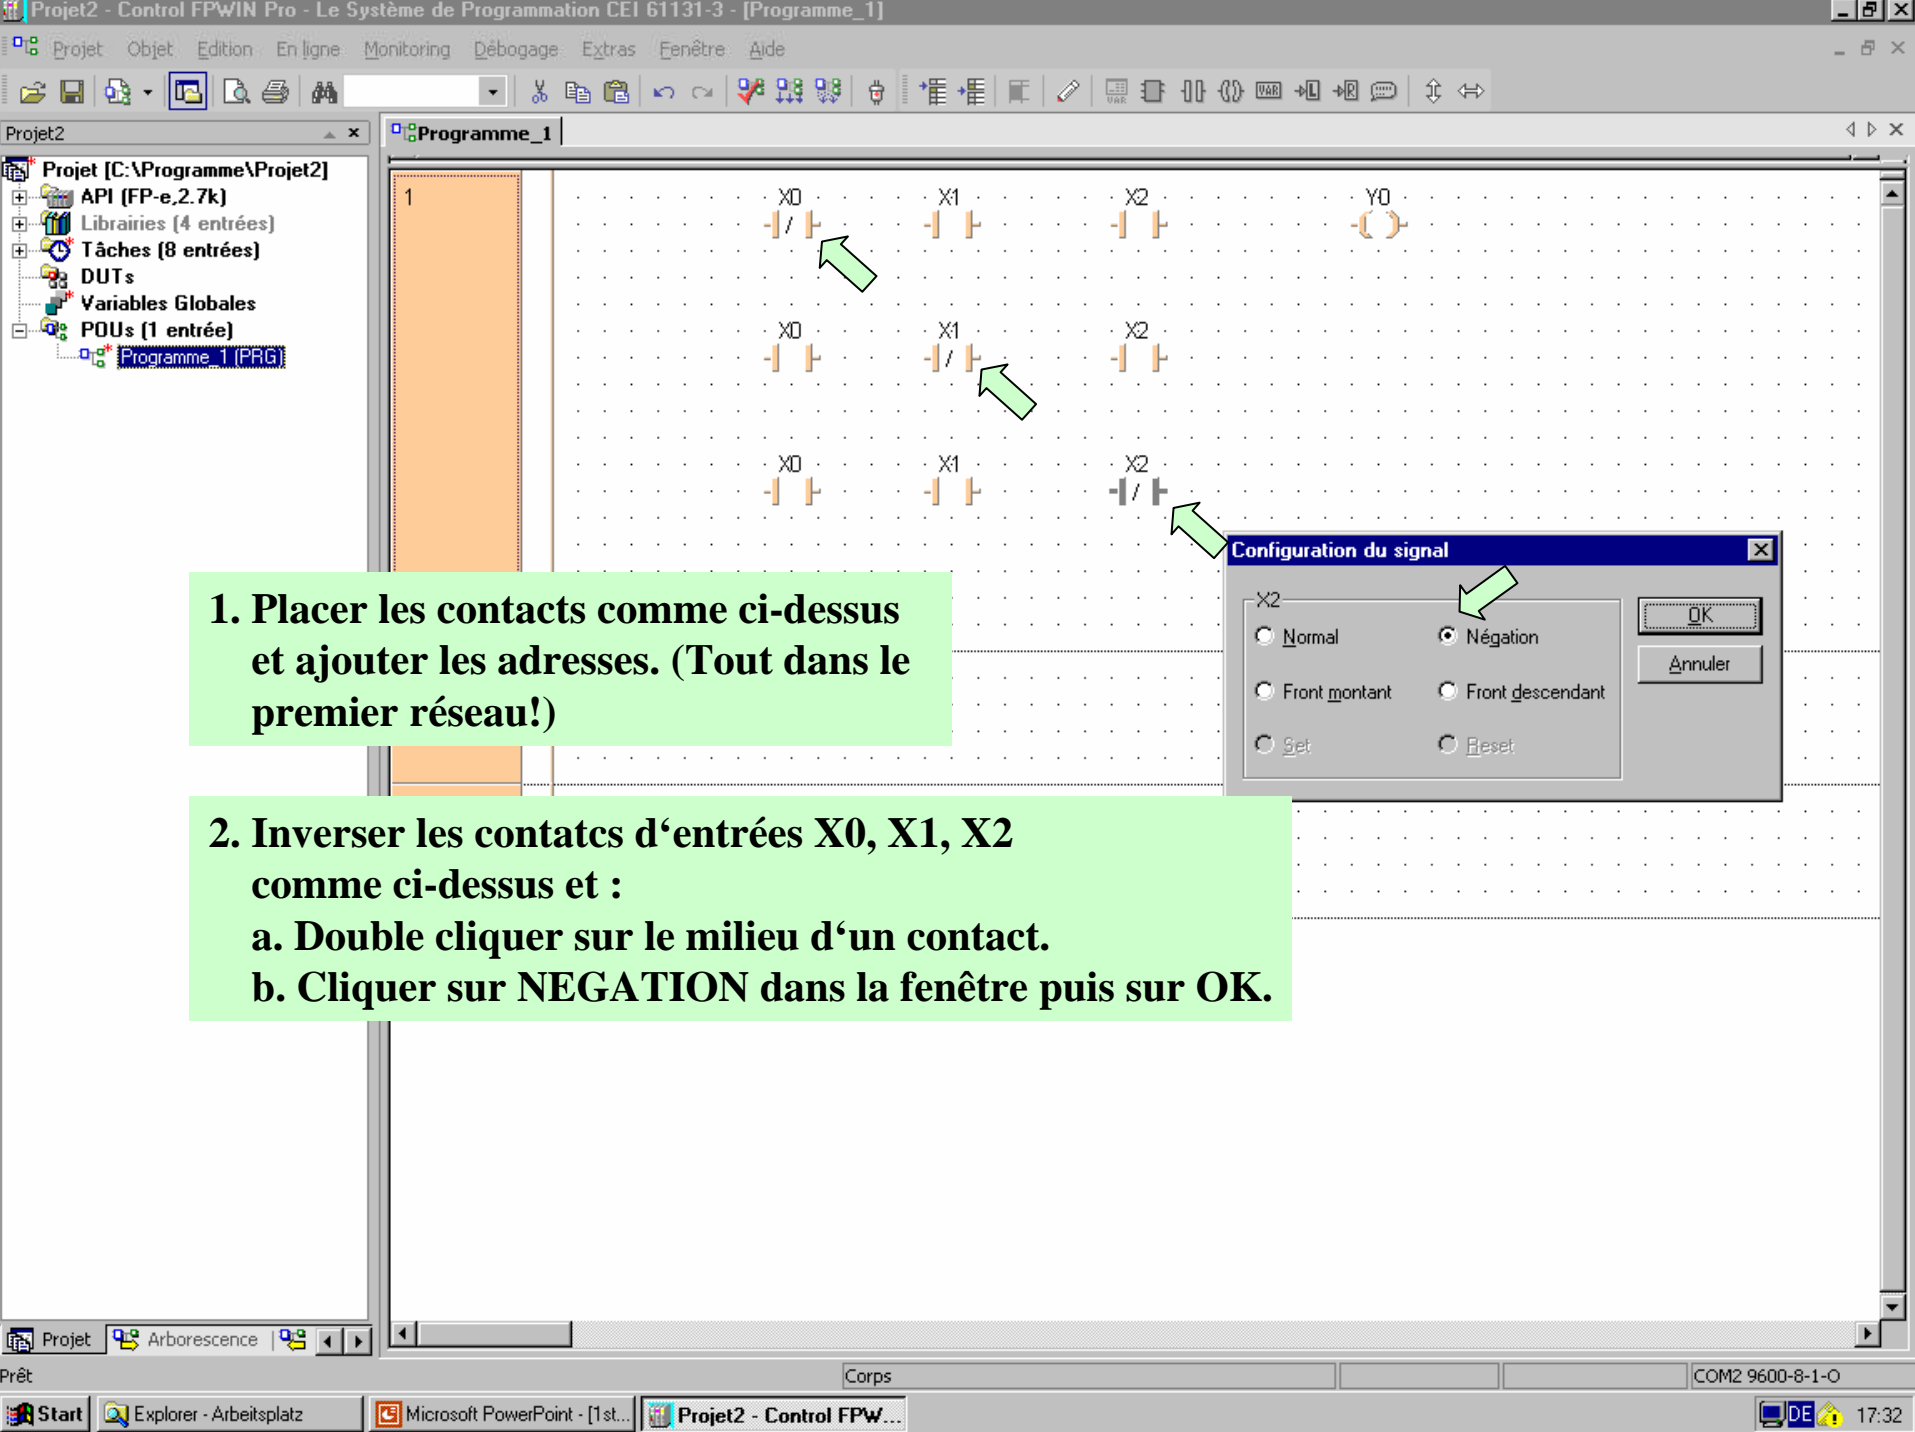 Projet2 - Control FPWIN Pro - Le Système de Programmation CEI 61131-3 - [Programme_1]
Projet Objet Edition En ligne Monitoring Débogage Extras Fenêtre Aide
Projet2
Programme_1
Projet [C:\Programme\Projet2]
API (FP-e,2.7k)
Librairies (4 entrées)
Tâches (8 entrées)
DUTs
Variables Globales
POUs (1 entrée)
Programme_1 (PRG)
1
X0 X1 X2 Y0
X0 X1 X2
X0 X1 X2
Configuration du signal
X2
Normal
Négation
Front montant
Front descendant
Set
Reset
OK
Annuler
1. Placer les contacts comme ci-dessus
et ajouter les adresses. (Tout dans le
premier réseau!)
2. Inverser les contatcs d‘entrées X0, X1, X2
comme ci-dessus et :
a. Double cliquer sur le milieu d‘un contact.
b. Cliquer sur NEGATION dans la fenêtre puis sur OK.
Projet Arborescence
Prêt
Corps
COM2 9600-8-1-O
Start
Explorer - Arbeitsplatz
Microsoft PowerPoint - [1st...
Projet2 - Control FPW...
DE
17:32